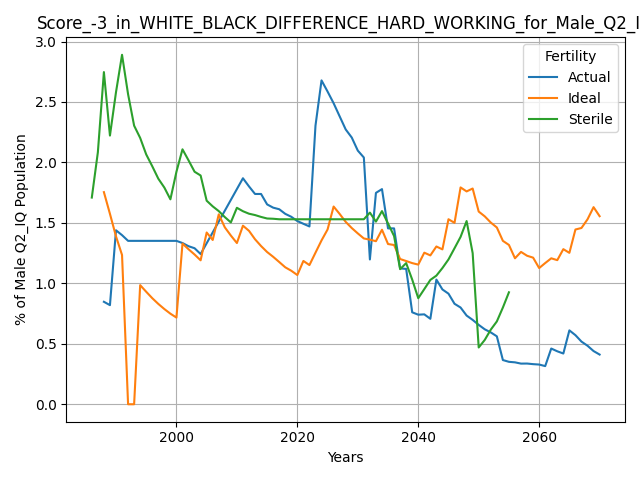 Score_-3_in_WHITE_BLACK_DIFFERENCE_HARD_WORKING_for_Male_Q2_I
3.0
2.5
2.0
1.5
1.0
0.5
0.0
% of Male Q2_IQ Population
Fertility
Actual
Ideal
Sterile
2000
2020
2040
2060
Years